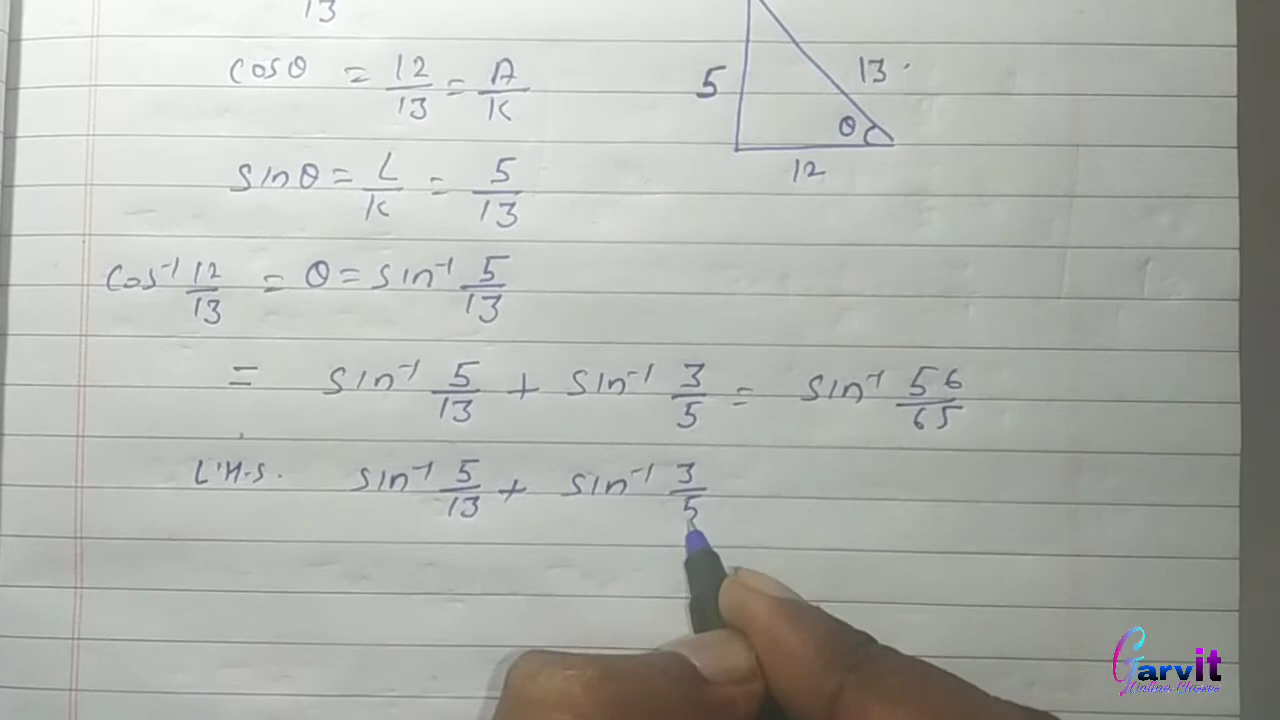 13
cosθ = 12/13 = A/K
5
13
θ
12
sinθ = L/K = 5/13
cos⁻¹ 12/13 = θ = sin⁻¹ 5/13
= sin⁻¹ 5/13 + sin⁻¹ 3/5 = sin⁻¹ 56/65
L.H.S. sin⁻¹ 5/13 + sin⁻¹ 3/5
Garvit
Online Classes